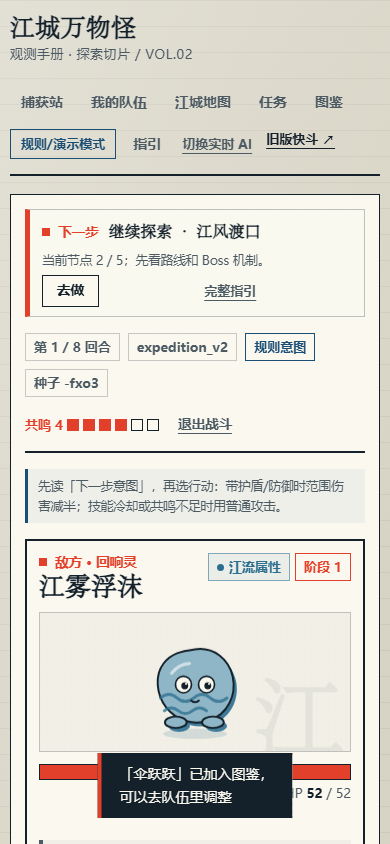 江城万物怪
观测手册 · 探索切片 / VOL.02
捕获站 我的队伍 江城地图 任务 图鉴
规则/演示模式 指引 切换实时 AI 旧版快斗 ↗
下一步 继续探索 · 江风渡口
当前节点 2 / 5；先看路线和 Boss 机制。
去做 完整指引
第 1 / 8 回合 expedition_v2 规则意图
种子 -fxo3
共鸣 4 退出战斗
先读「下一步意图」，再选行动：带护盾/防御时范围伤
害减半；技能冷却或共鸣不足时用普通攻击。
敌方 • 回响灵 江流属性 阶段 1
江雾浮沫
江
「伞跃跃」已加入图鉴，
可以去队伍里调整
52 / 52